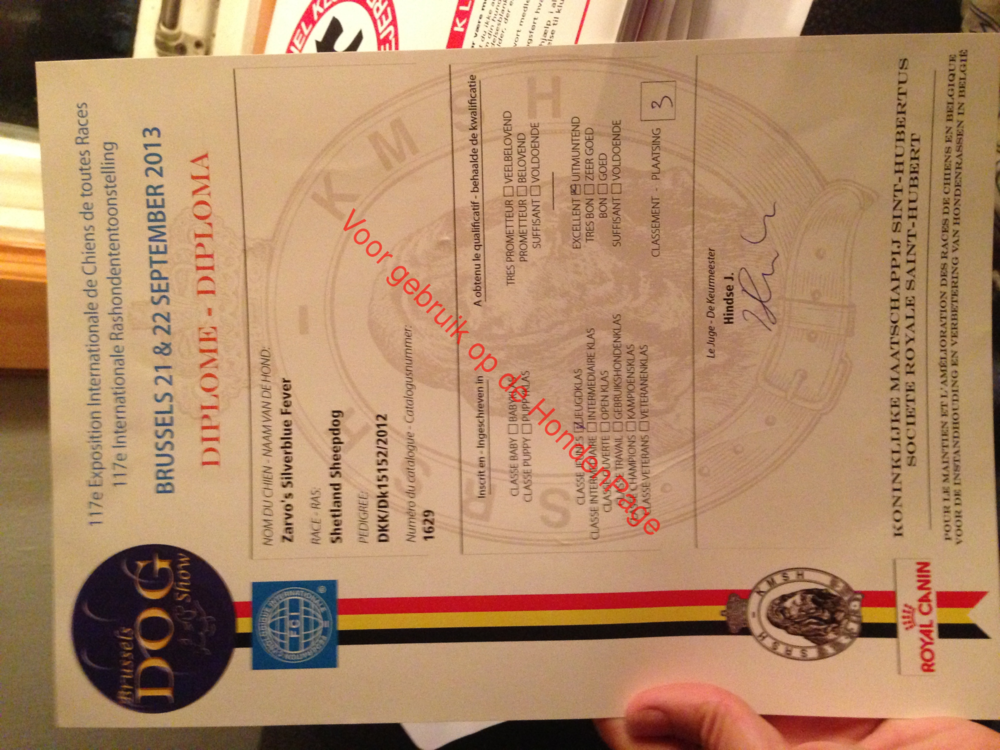 117e Exposition Internationale de Chiens de toutes Races
117e Internationale Rashondententoonstelling
BRUSSELS 21 & 22 SEPTEMBER 2013
DIPLOME - DIPLOMA
Brussels
DOG
Show
FCI
NOM DU CHIEN - NAAM VAN DE HOND:
Zarvo's Silverblue Fever
RACE - RAS:
Shetland Sheepdog
PEDIGREE:
DKK/Dk15152/2012
Numéro du catalogue - Catalogusnummer:
1629
Inscrit en - Ingeschreven in
CLASSE BABY BABYKLAS
CLASSE PUPPY PUPPYKLAS
CLASSE JEUNES JEUGDKLAS
CLASSE INTERMEDIAIRE INTERMEDIAIRE KLAS
CLASSE OUVERTE OPEN KLAS
TRAVAIL GEBRUIKSHONDENKLAS
CHAMPIONS KAMPIOENSKLAS
CLASSE VETERANS VETERANENKLAS
A obtenu le qualificatif - behaalde de kwalificatie
TRES PROMETTEUR VEELBELOVEND
PROMETTEUR BELOVEND
SUFFISANT VOLDOENDE
EXCELLENT UITMUNTEND
TRES BON ZEER GOED
BON GOED
SUFFISANT VOLDOENDE
CLASSEMENT - PLAATSING 3
Le Juge - De Keurmeester
Hindse J.
KONINKLIJKE MAATSCHAPPIJ SINT-HUBERTUS
SOCIETE ROYALE SAINT-HUBERT
POUR LE MAINTIEN ET L'AMÉLIORATION DES RACES DE CHIENS EN BELGIQUE
VOOR DE INSTANDHOUDING EN VERBETERING VAN HONDENRASSEN IN BELGIË
KMSH
SRSH
ROYAL CANIN
Voor gebruik op de HondenPage